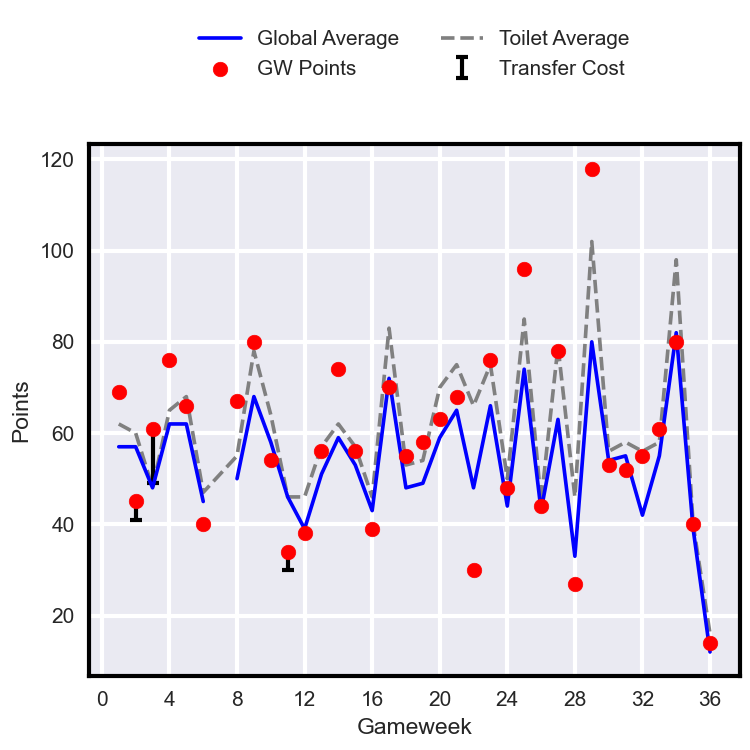 Global Average
Toilet Average
GW Points
Transfer Cost
120
100
80
60
40
20
Points
0 4 8 12 16 20 24 28 32 36
Gameweek